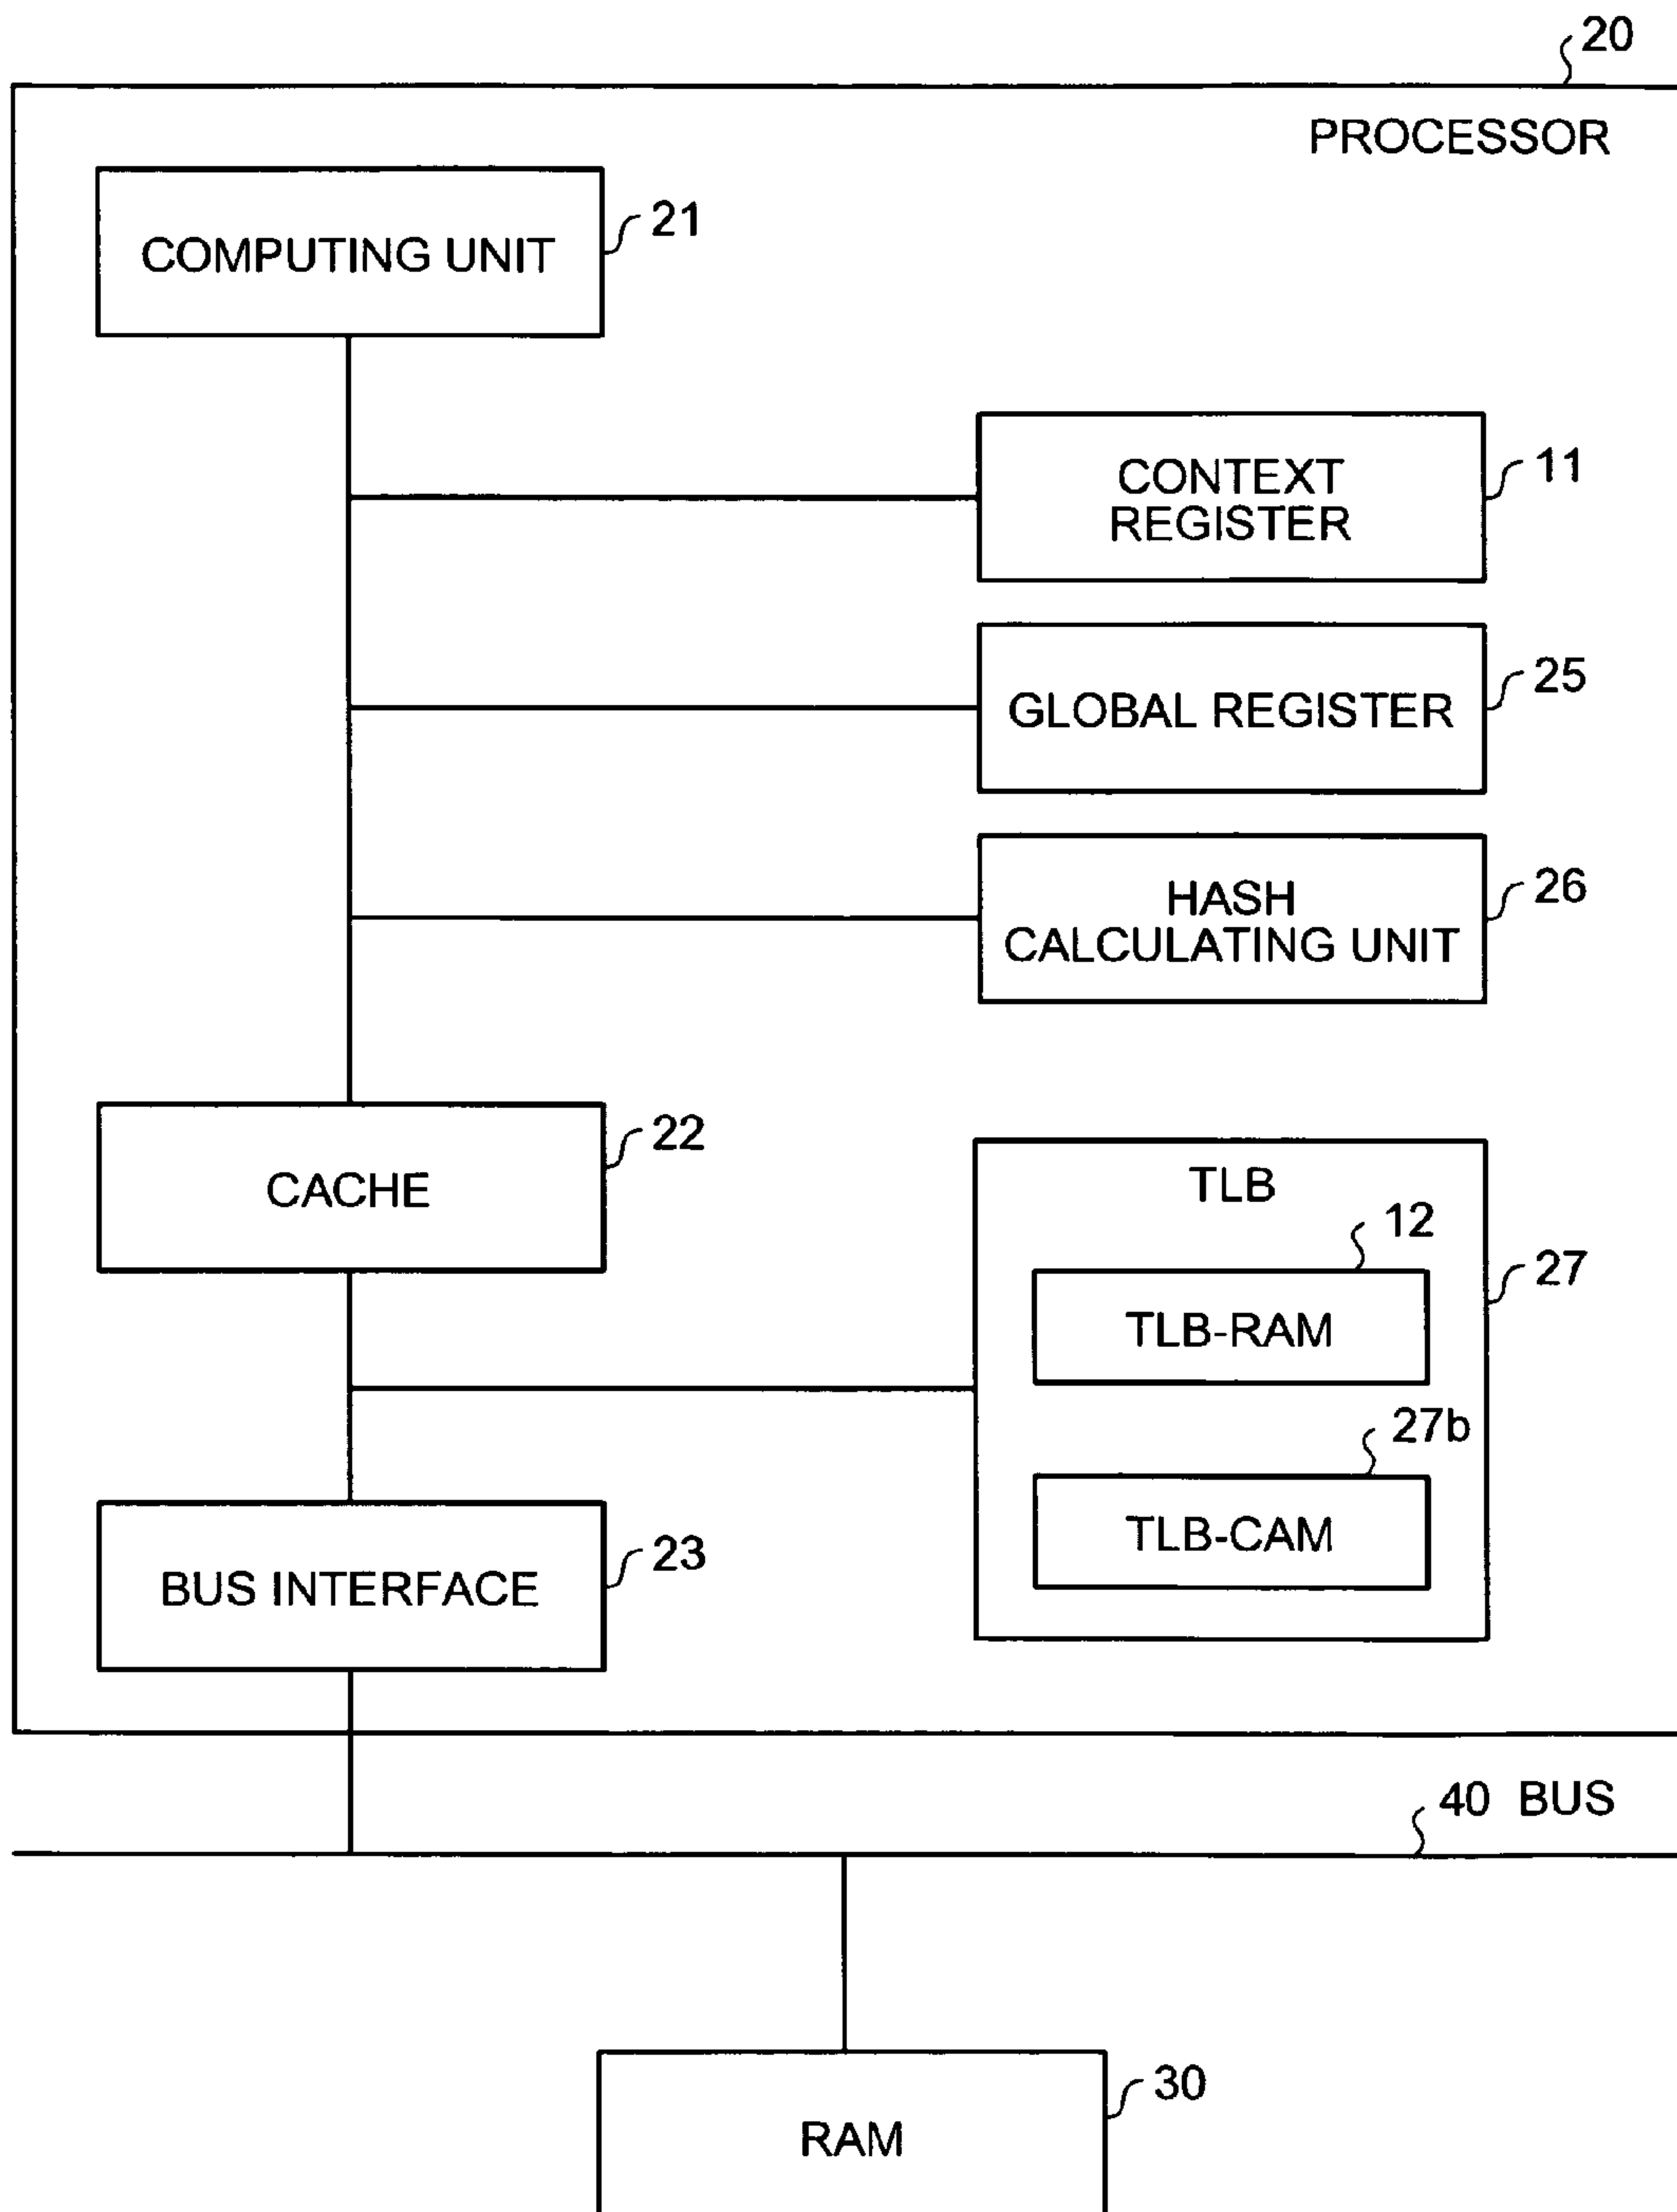 20
PROCESSOR
COMPUTING UNIT
21
CONTEXT
REGISTER
11
GLOBAL REGISTER
25
HASH
CALCULATING UNIT
26
CACHE
22
TLB
12
TLB-RAM
27
27b
TLB-CAM
BUS INTERFACE
23
40 BUS
RAM
30